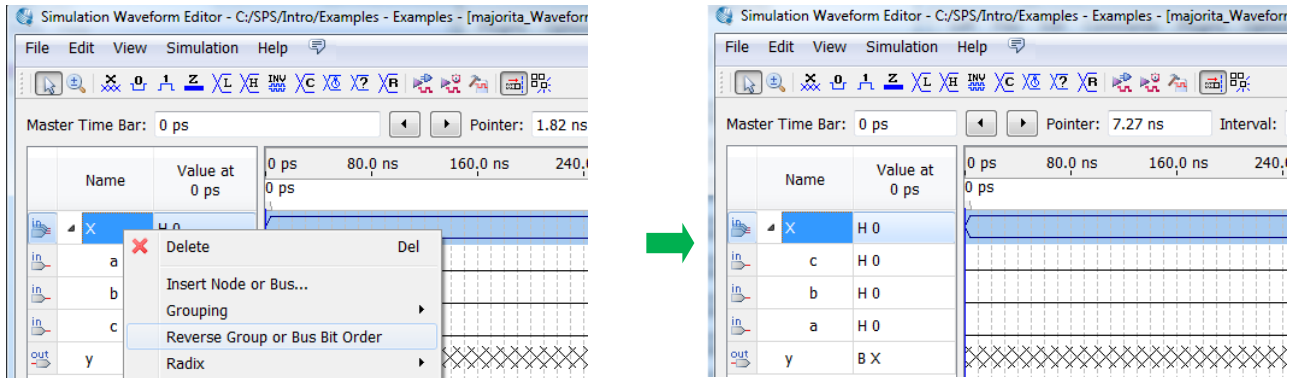 Simulation Waveform Editor - C:/SPS/Intro/Examples - Examples - [majorita_Waveform
File Edit View Simulation Help
Master Time Bar: 0 ps Pointer: 1.82 ns
Name Value at 0 ps
0 ps 80.0 ns 160.0 ns 240.
0 ps
X H 0
a
b
c
y
Delete Del
Insert Node or Bus...
Grouping
Reverse Group or Bus Bit Order
Radix
Simulation Waveform Editor - C:/SPS/Intro/Examples - Examples - [majorita_Waveform
File Edit View Simulation Help
Master Time Bar: 0 ps Pointer: 7.27 ns Interval:
Name Value at 0 ps
0 ps 80.0 ns 160.0 ns 240.
0 ps
X H 0
c H 0
b H 0
a H 0
y B X